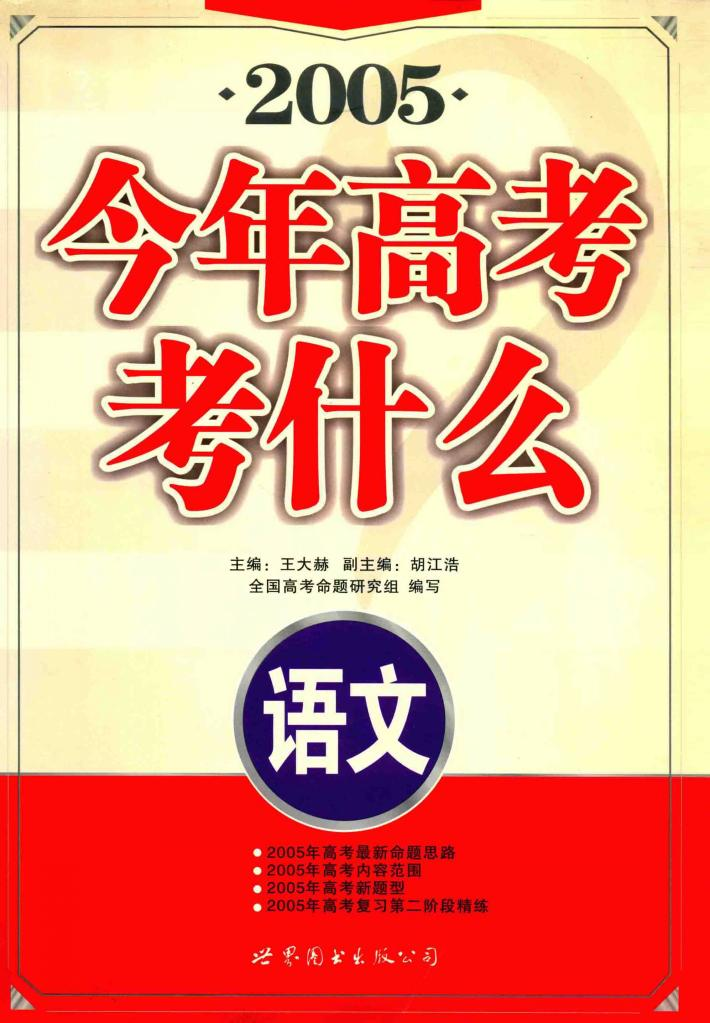 ·2005·
今年高考
考什么
主编：王大赫 副主编：胡江浩
全国高考命题研究组 编写
语文
●2005年高考最新命题思路
●2005年高考内容范围
●2005年高考新题型
●2005年高考复习第二阶段精练
世界图书出版公司